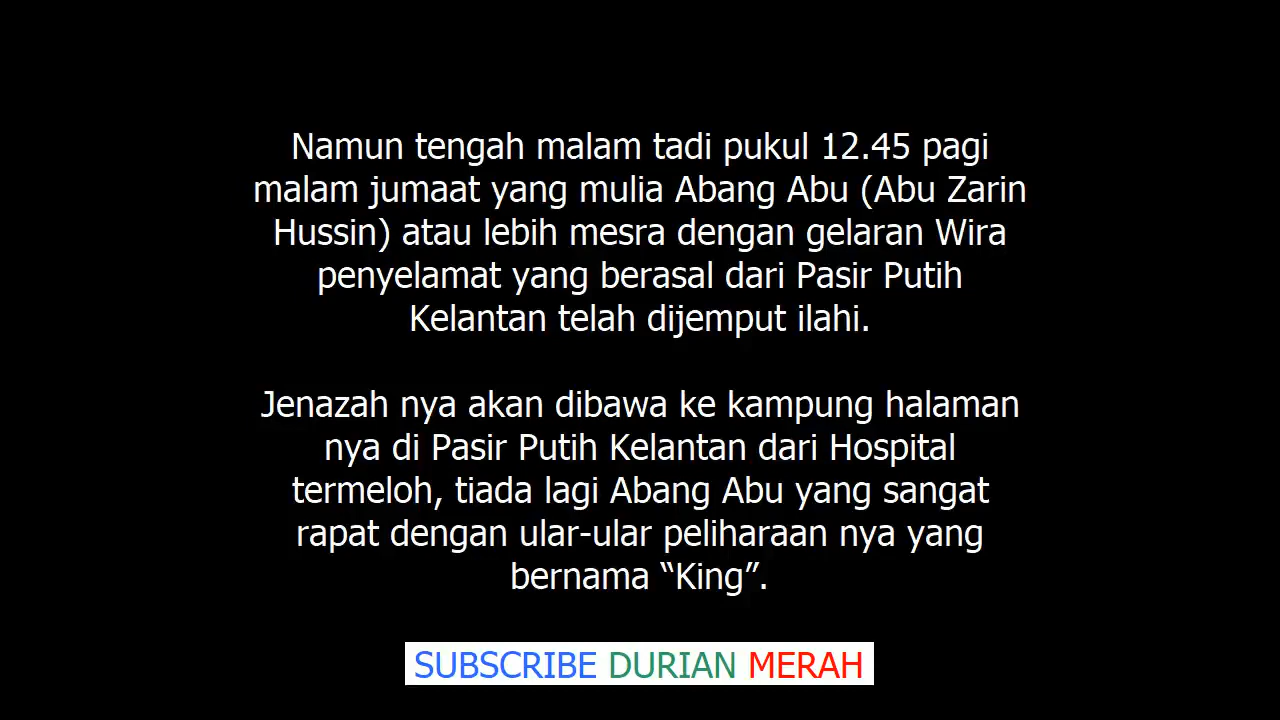 Namun tengah malam tadi pukul 12.45 pagi
malam jumaat yang mulia Abang Abu (Abu Zarin
Hussin) atau lebih mesra dengan gelaran Wira
penyelamat yang berasal dari Pasir Putih
Kelantan telah dijemput ilahi.
Jenazah nya akan dibawa ke kampung halaman
nya di Pasir Putih Kelantan dari Hospital
termeloh, tiada lagi Abang Abu yang sangat
rapat dengan ular-ular peliharaan nya yang
bernama “King”.
SUBSCRIBE DURIAN MERAH